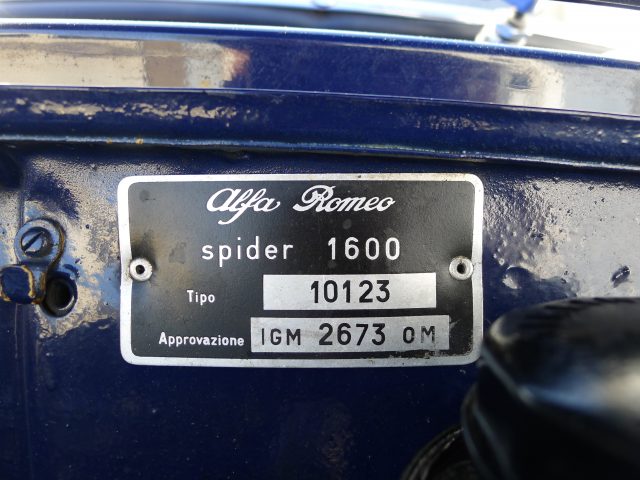 Alfa Romeo
spider 1600
Tipo 10123
Approvazione IGM 2673 OM